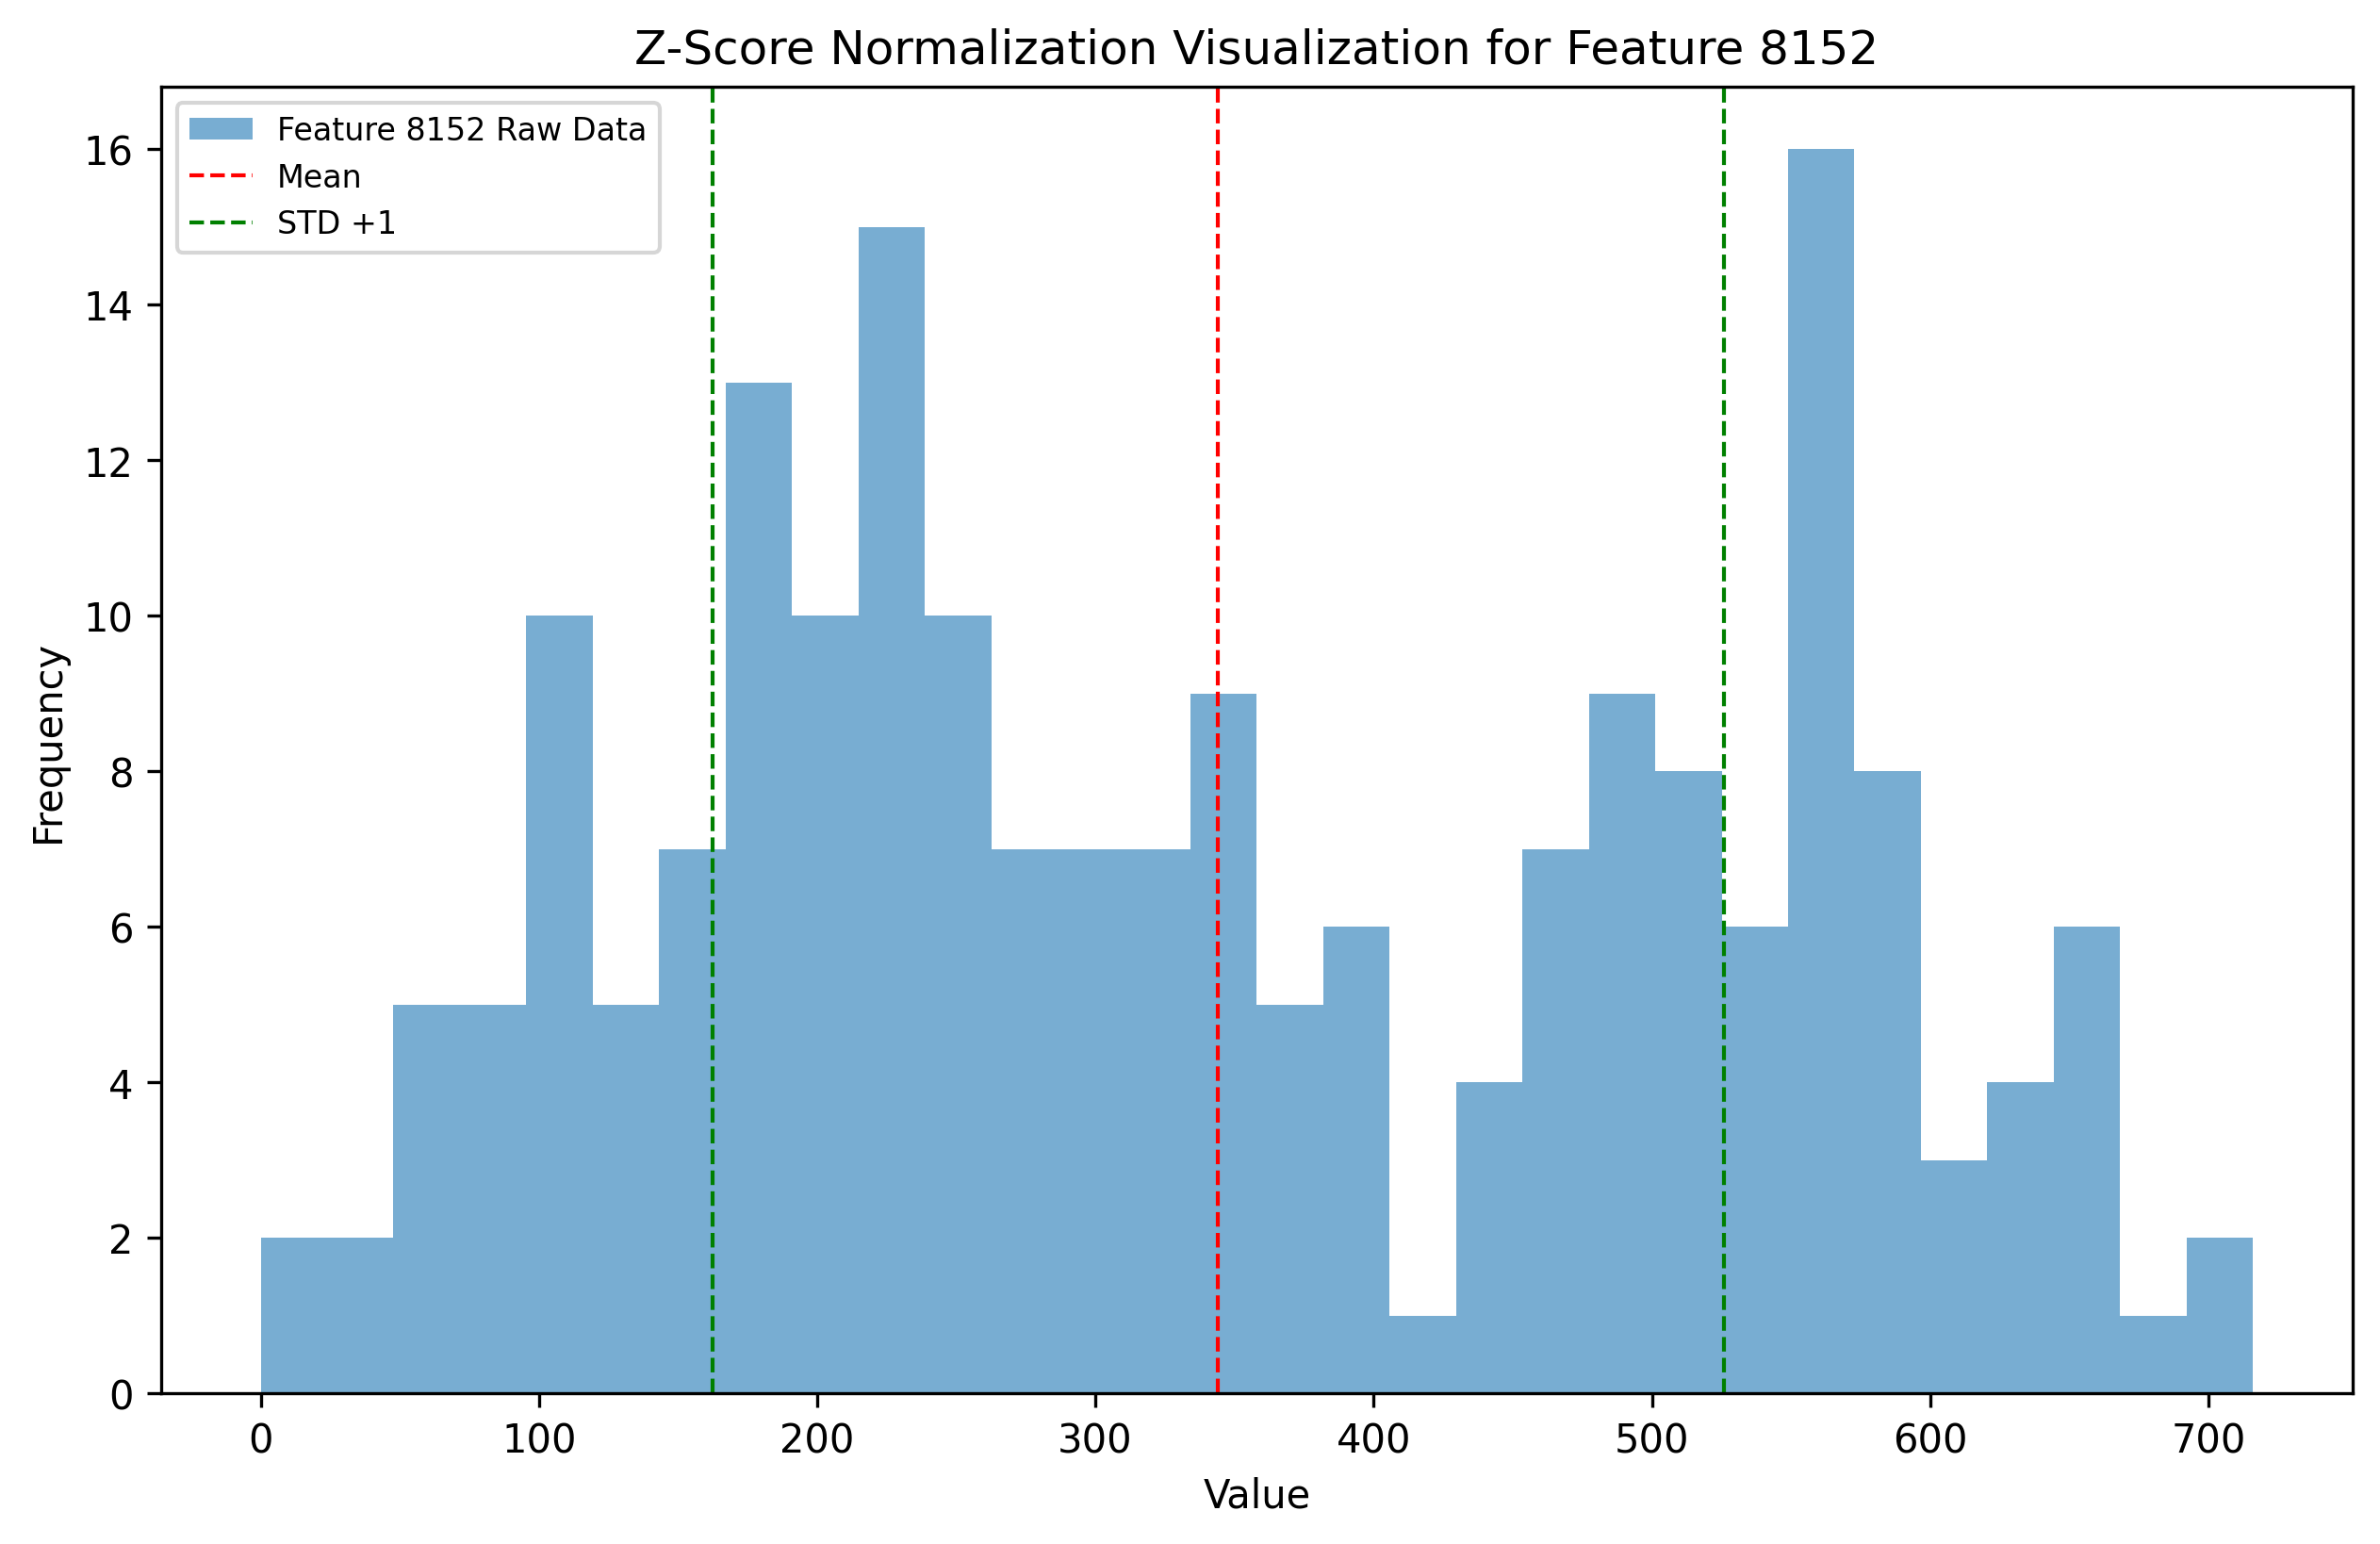 Z-Score Normalization Visualization for Feature 8152
Feature 8152 Raw Data
Mean
STD +1
16
14
12
10
8
6
4
2
0
Frequency
0 100 200 300 400 500 600 700
Value